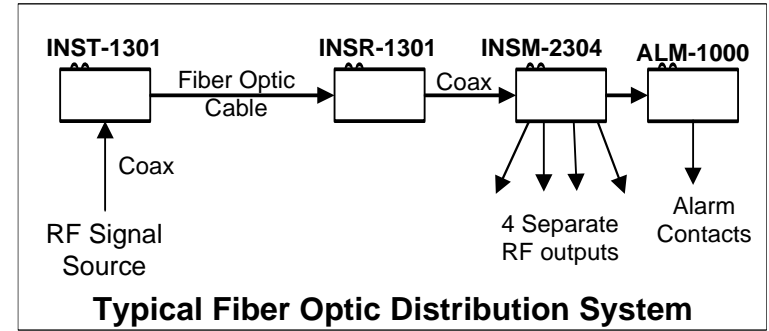 INST-1301
INSR-1301
INSM-2304
ALM-1000
Fiber Optic
Cable
Coax
Coax
RF Signal
Source
4 Separate
RF outputs
Alarm
Contacts
Typical Fiber Optic Distribution System